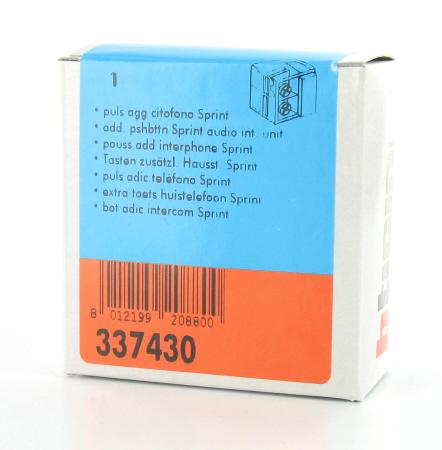 1
• puls agg citofono Sprint
• add. pshbttn Sprint audio int. unit
• pouss add interphone Sprint
• Tasten zusätzl. Hausst. Sprint
• puls adic.teléfono Sprint
• extra toets huistelefoon Sprint
• bot adic intercom Sprint
8 012199 208800
337430